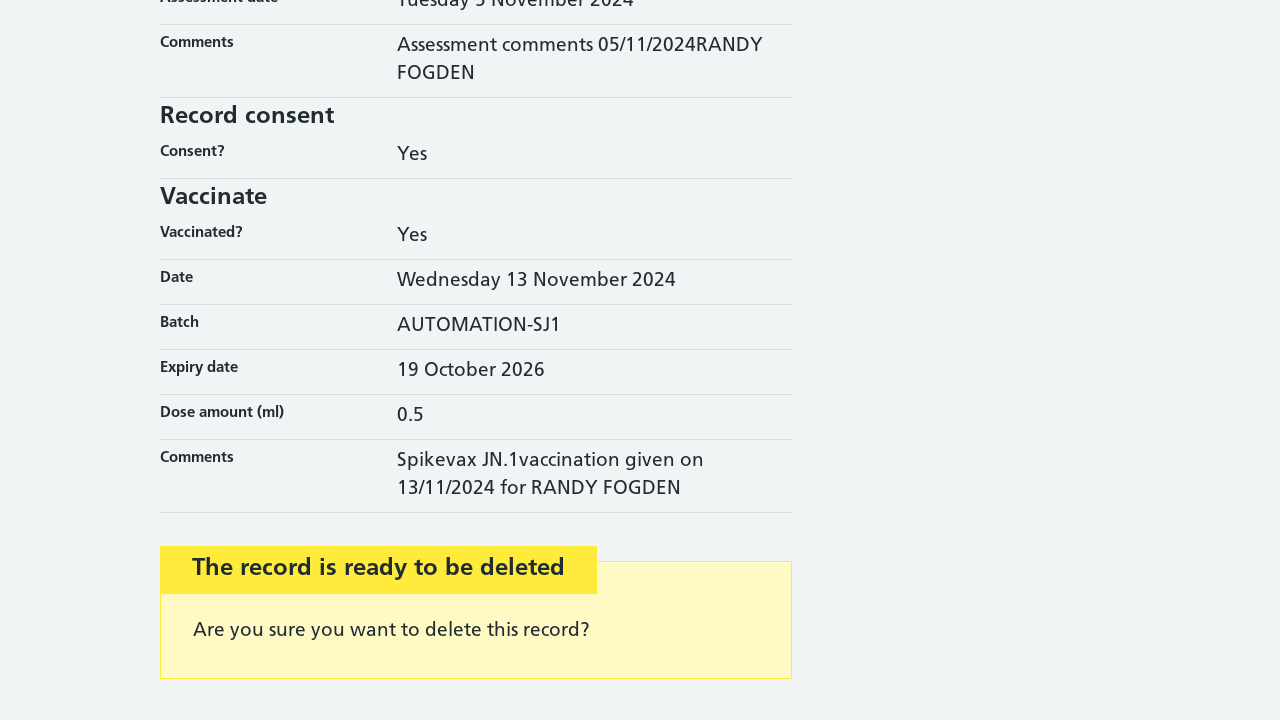 Assessment date
Tuesday 5 November 2024
Comments
Assessment comments 05/11/2024RANDY
FOGDEN
Record consent
Consent?
Yes
Vaccinate
Vaccinated?
Yes
Date
Wednesday 13 November 2024
Batch
AUTOMATION-SJ1
Expiry date
19 October 2026
Dose amount (ml)
0.5
Comments
Spikevax JN.1vaccination given on
13/11/2024 for RANDY FOGDEN
The record is ready to be deleted
Are you sure you want to delete this record?